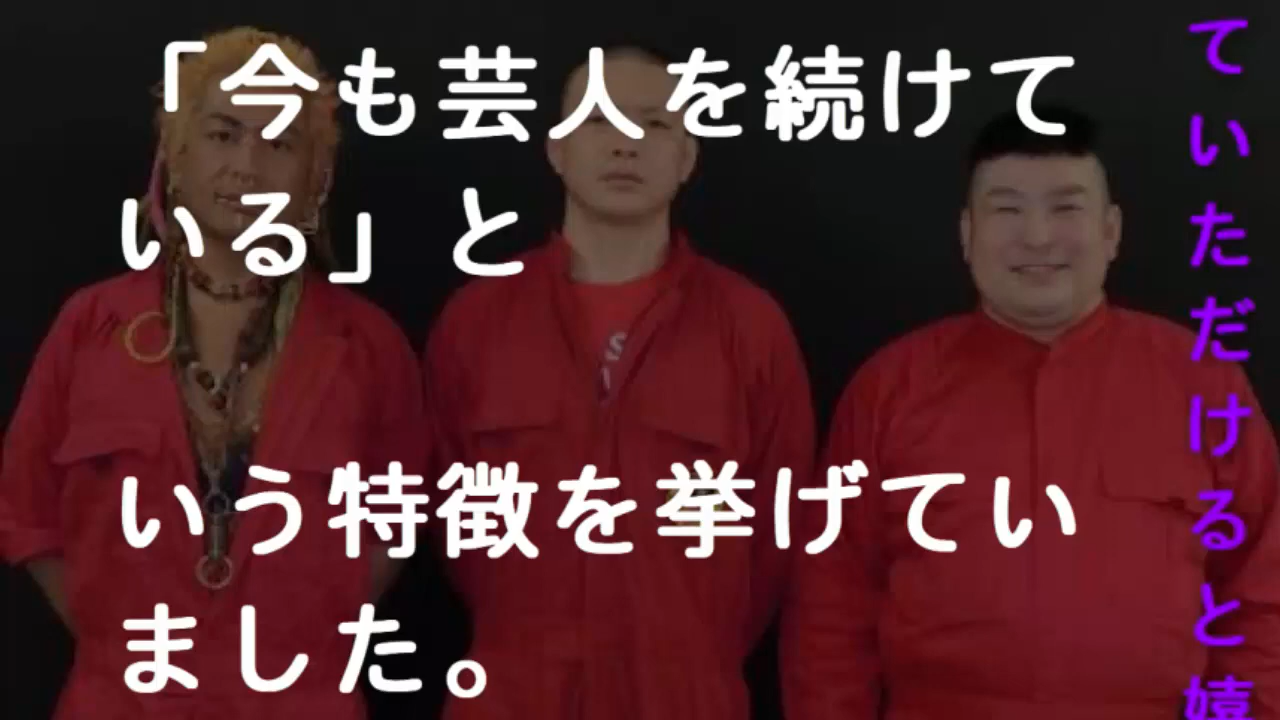 「今も芸人を続けて
いる」と
いう特徴を挙げてい
ました。
ていただけると嬉